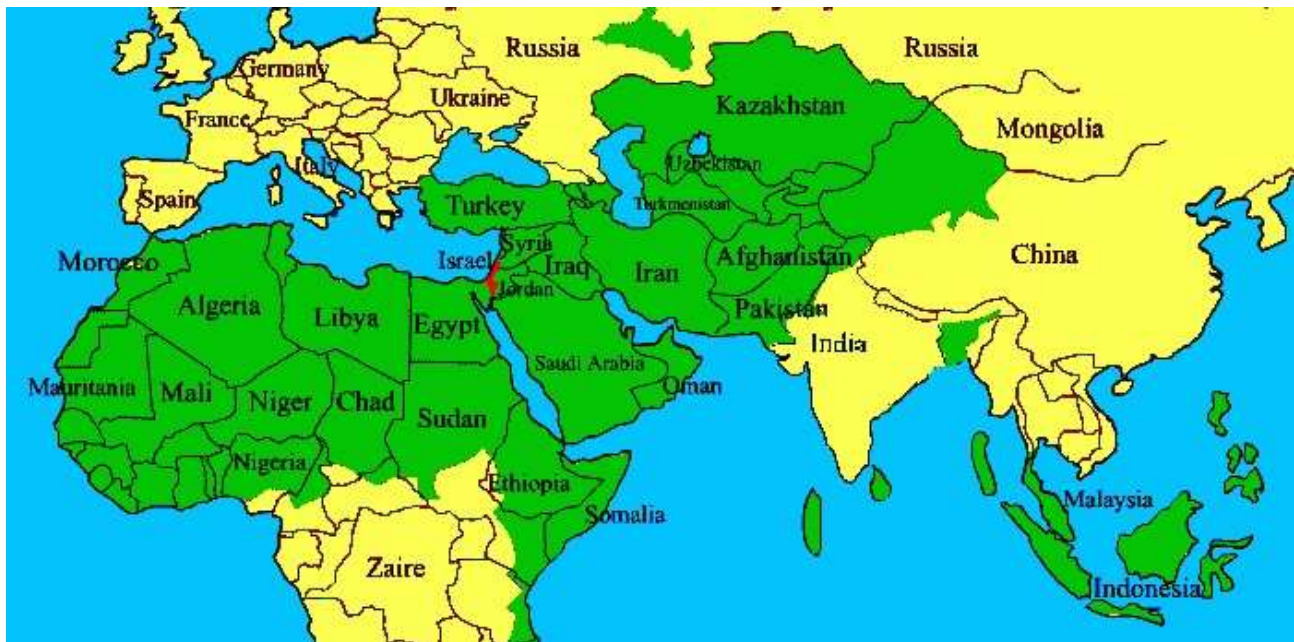 Russia
Russia
Germany
Ukraine
Kazakhstan
France
Mongolia
Italy
Uzbekistan
Spain
Turkey
Turkmenistan
Syria
China
Morocco
Israel
Iraq
Iran
Afghanistan
Jordan
Algeria
Libya
Egypt
Pakistan
India
Saudi Arabia
Oman
Mauritania
Mali
Niger
Chad
Sudan
Nigeria
Ethiopia
Malaysia
Somalia
Zaire
Indonesia